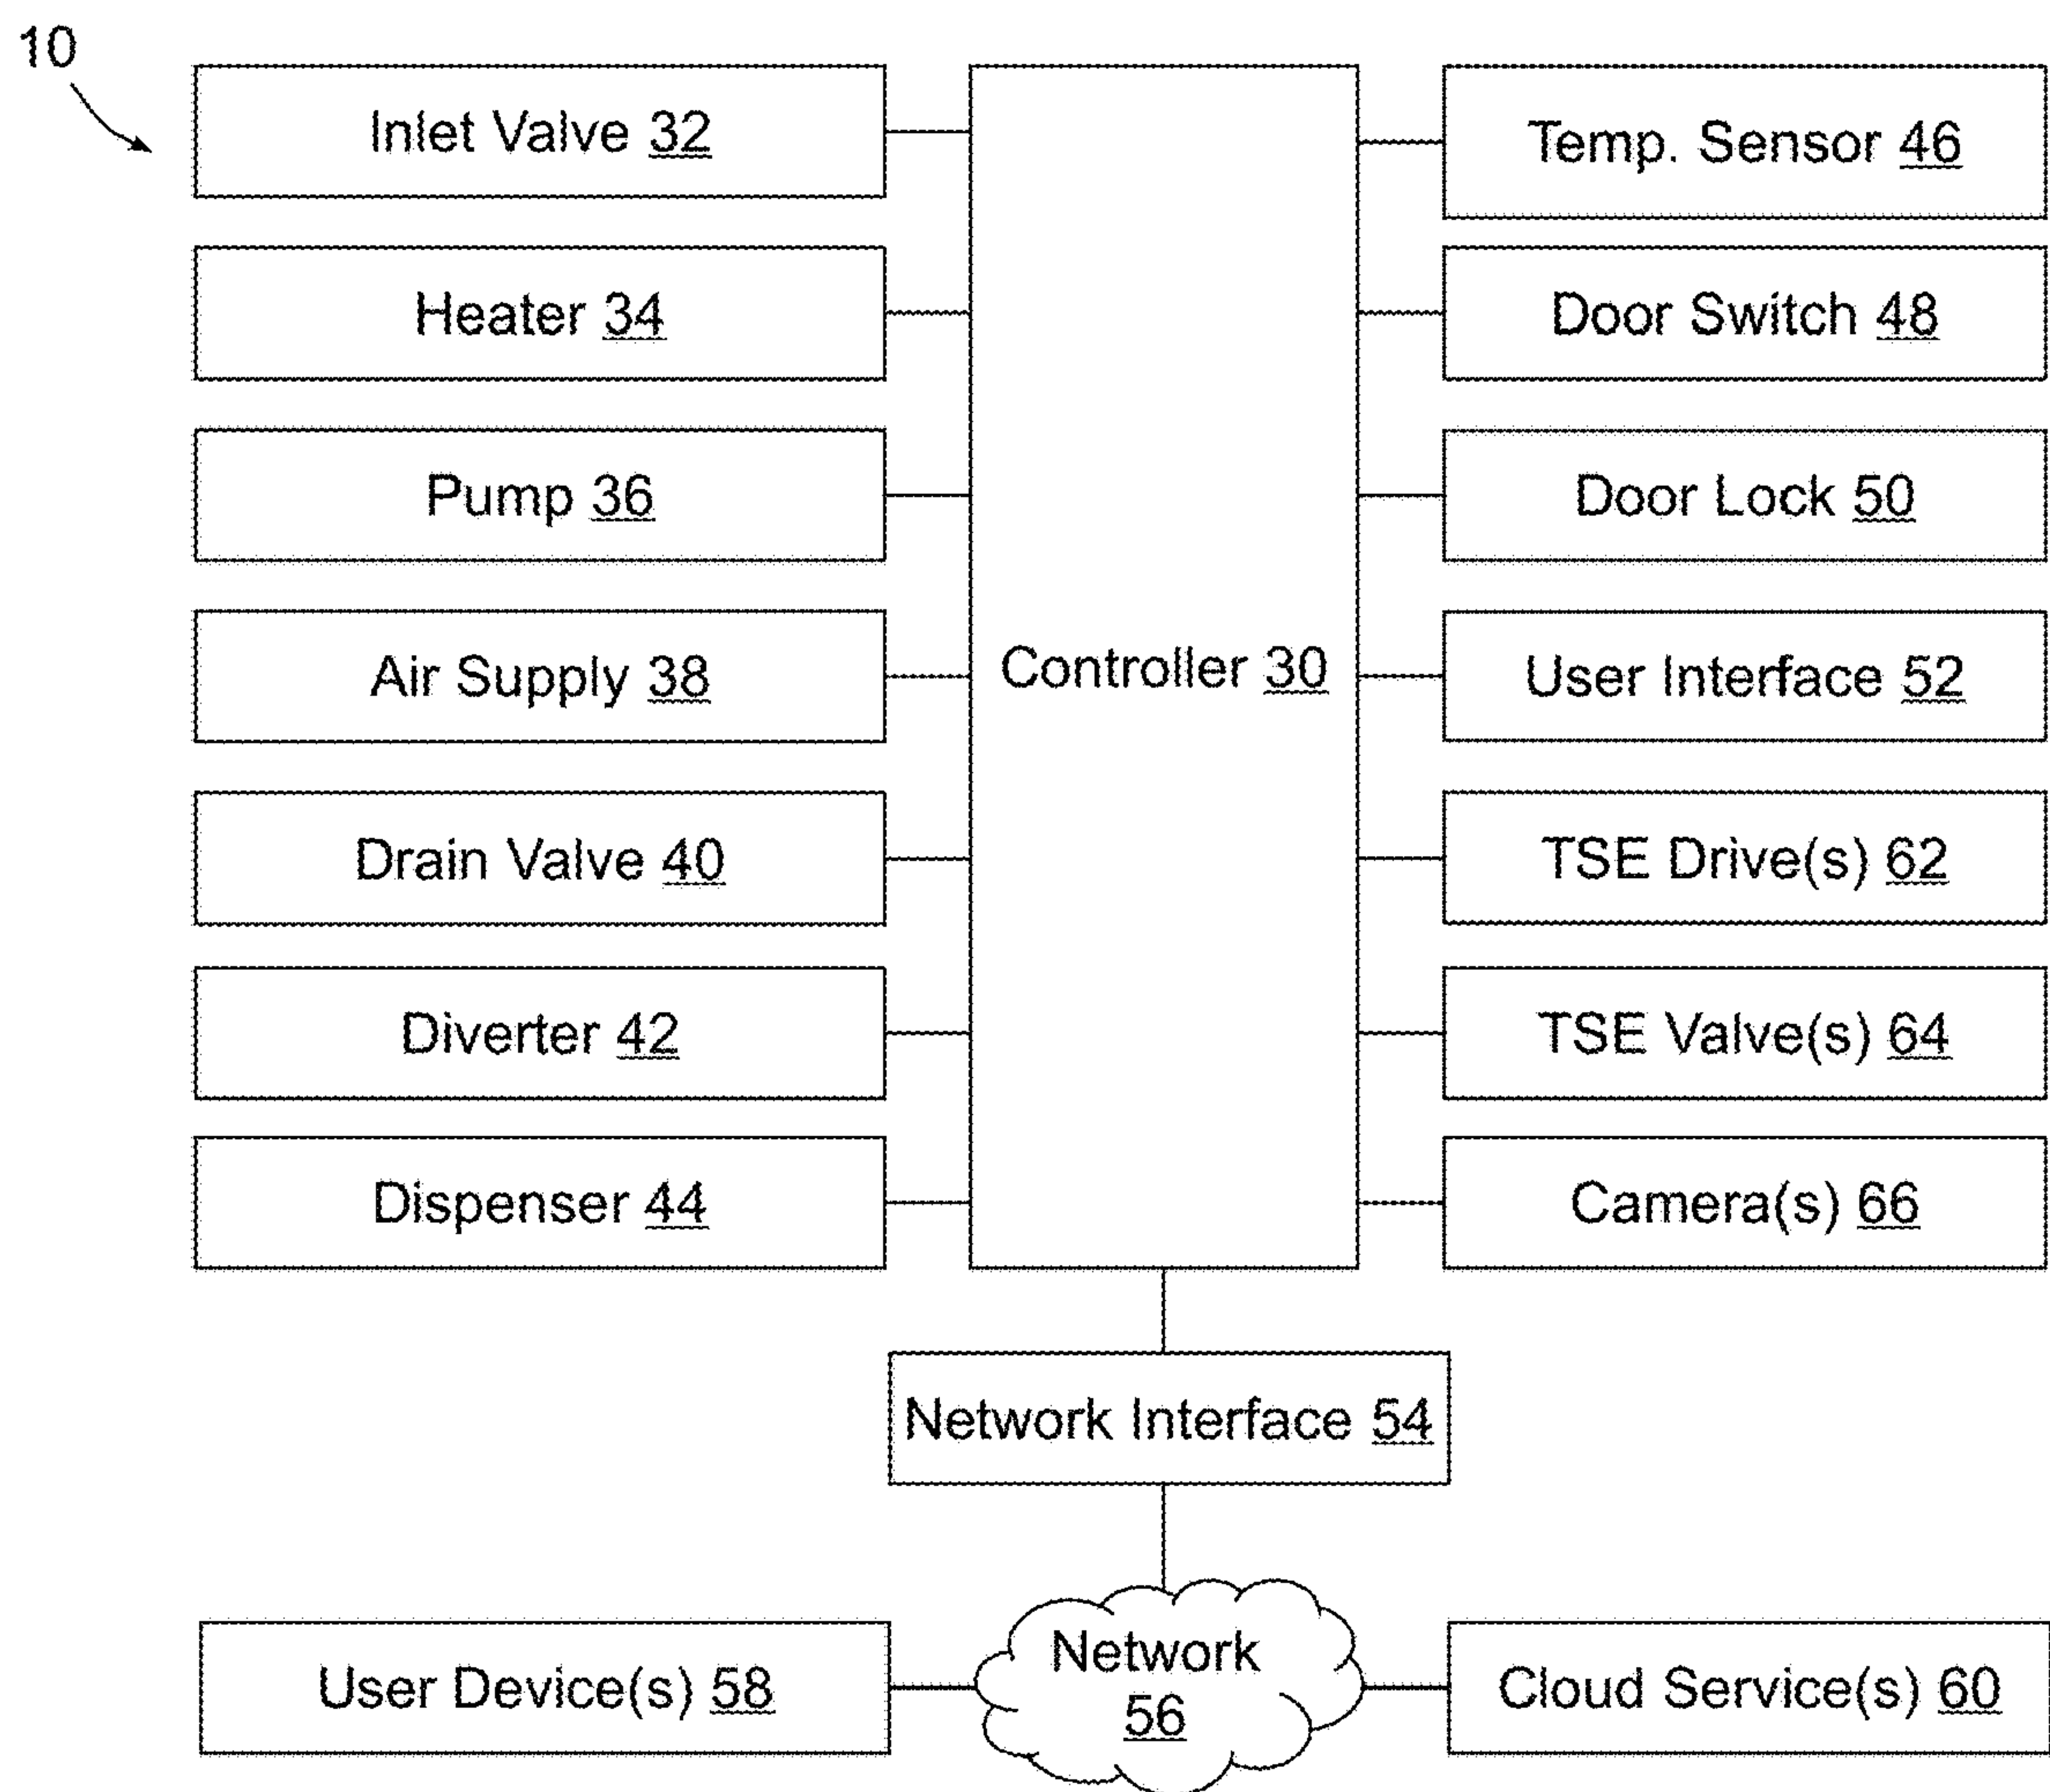 10
Inlet Valve 32
Heater 34
Pump 36
Air Supply 38
Drain Valve 40
Diverter 42
Dispenser 44
Controller 30
Temp. Sensor 46
Door Switch 48
Door Lock 50
User Interface 52
TSE Drive(s) 62
TSE Valve(s) 64
Camera(s) 66
Network Interface 54
User Device(s) 58
Network
56
Cloud Service(s) 60